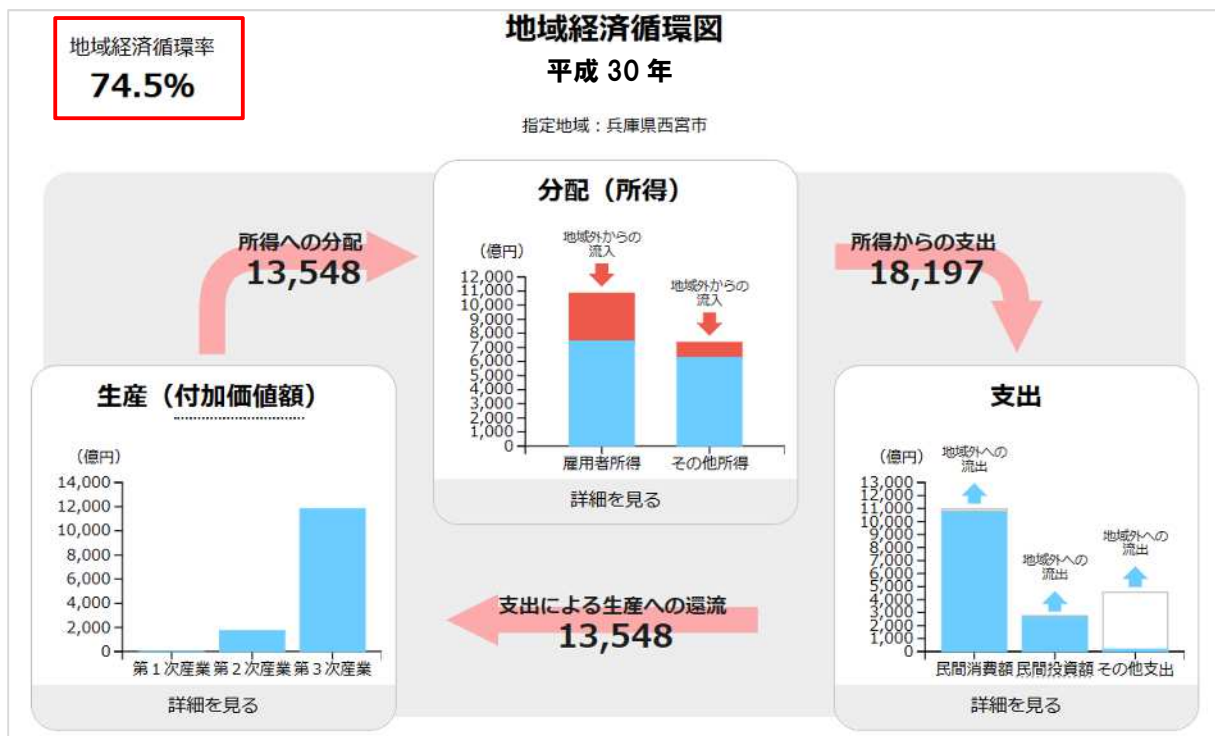 地域経済循環率
74.5%
地域経済循環図
平成 30 年
指定地域：兵庫県西宮市
所得への分配
13,548
分配（所得）
（億円）
地域外からの
流入
地域外からの
流入
12,000
11,000
10,000
9,000
8,000
7,000
6,000
5,000
4,000
3,000
2,000
1,000
0
雇用者所得
その他所得
詳細を見る
所得からの支出
18,197
生産（付加価値額）
（億円）
14,000
12,000
10,000
8,000
6,000
4,000
2,000
0
第１次産業
第２次産業
第３次産業
詳細を見る
支出による生産への還流
13,548
支出
（億円）
地域外への
流出
地域外への
流出
地域外への
流出
13,000
12,000
11,000
10,000
9,000
8,000
7,000
6,000
5,000
4,000
3,000
2,000
1,000
0
民間消費額
民間投資額
その他支出
詳細を見る